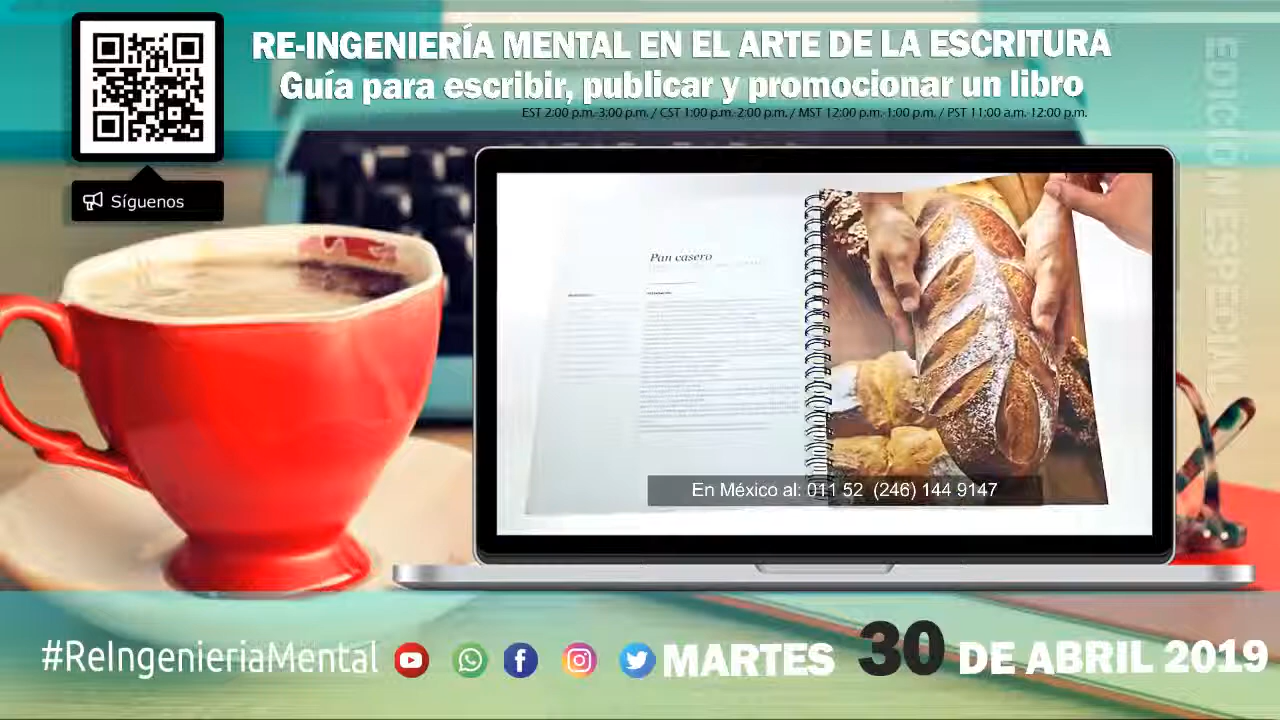 RE-INGENIERÍA MENTAL EN EL ARTE DE LA ESCRITURA
Guía para escribir, publicar y promocionar un libro
EST 2:00 p.m.-3:00 p.m. / CST 1:00 p.m-2:00 p.m. / MST 12:00 p.m.-1:00 p.m. / PST 11:00 a.m. 12:00 p.m.
EDICIÓN ESPECIAL
Síguenos
Pan casero
En México al: 011 52 (246) 144 9147
#ReIngenieriaMental
MARTES 30 DE ABRIL 2019